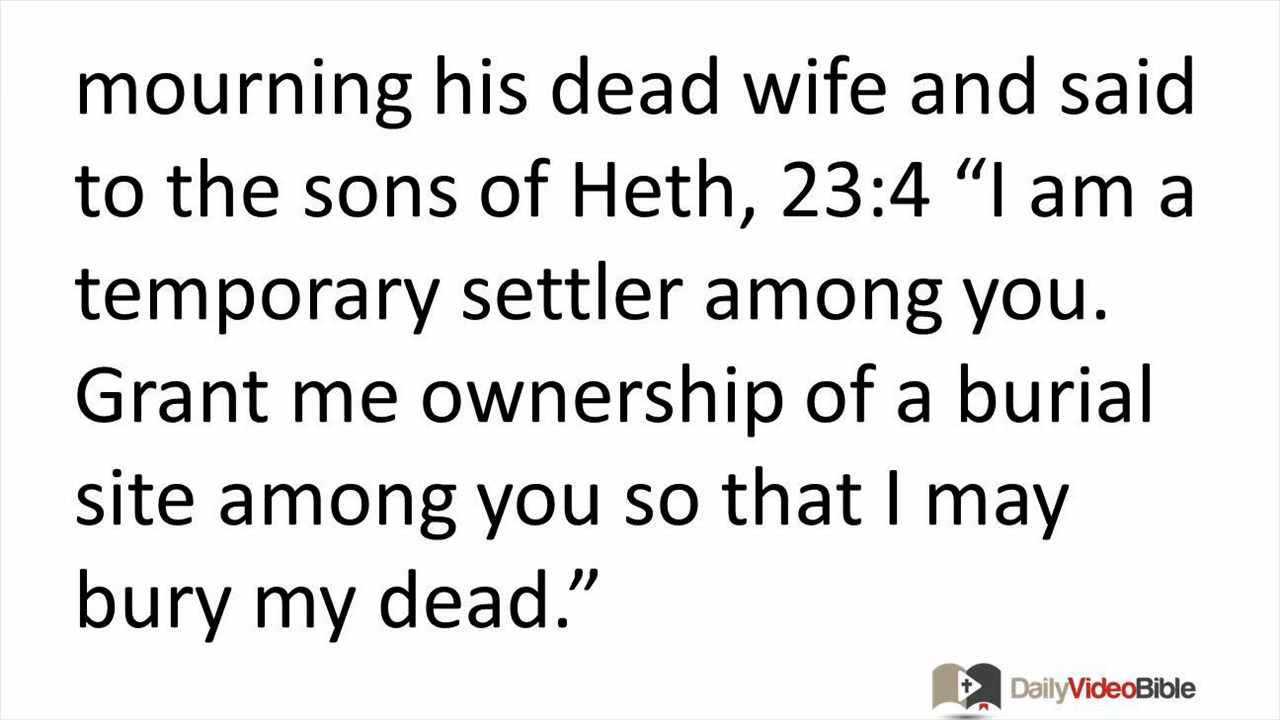 mourning his dead wife and said
to the sons of Heth, 23:4 “I am a
temporary settler among you.
Grant me ownership of a burial
site among you so that I may
bury my dead.”
DailyVideoBible